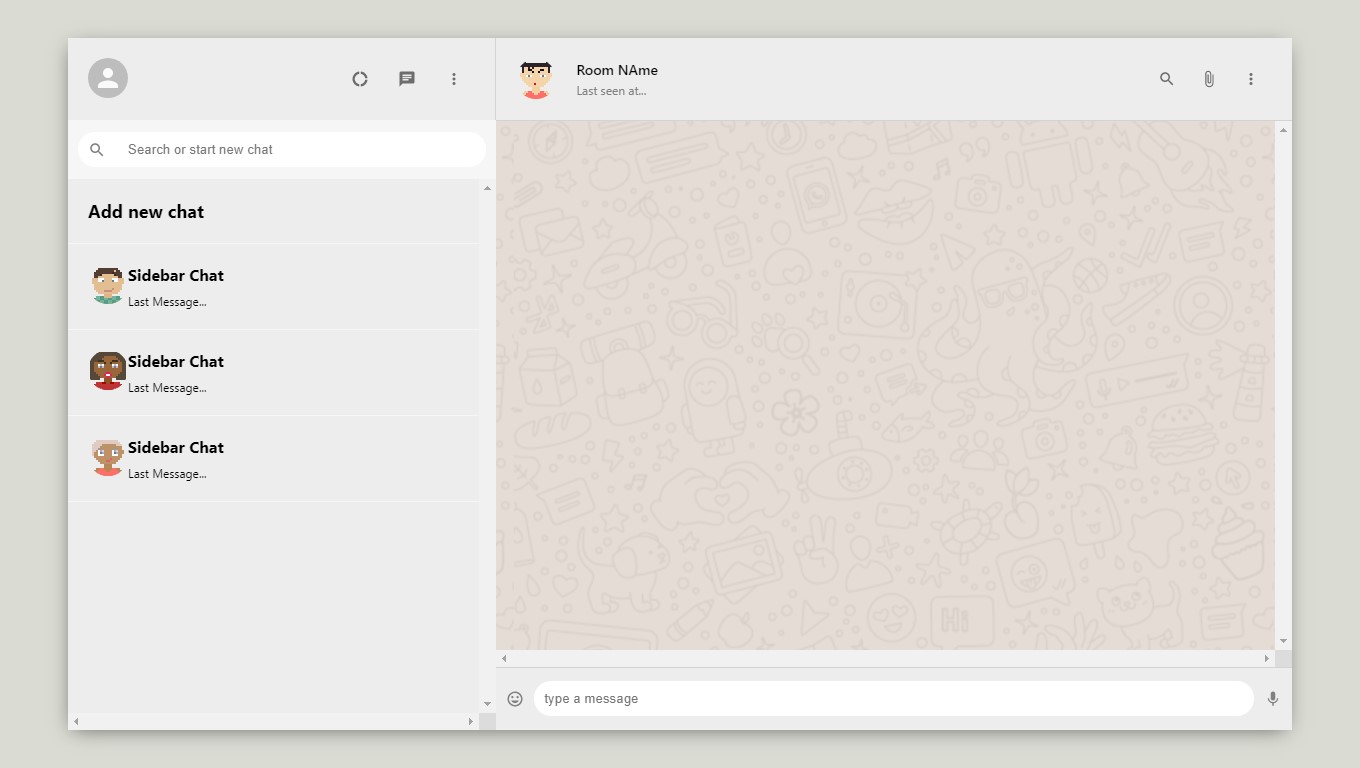 Room NAme
Last seen at...
Search or start new chat
Add new chat
Sidebar Chat
Last Message...
Sidebar Chat
Last Message...
Sidebar Chat
Last Message...
Hi
type a message